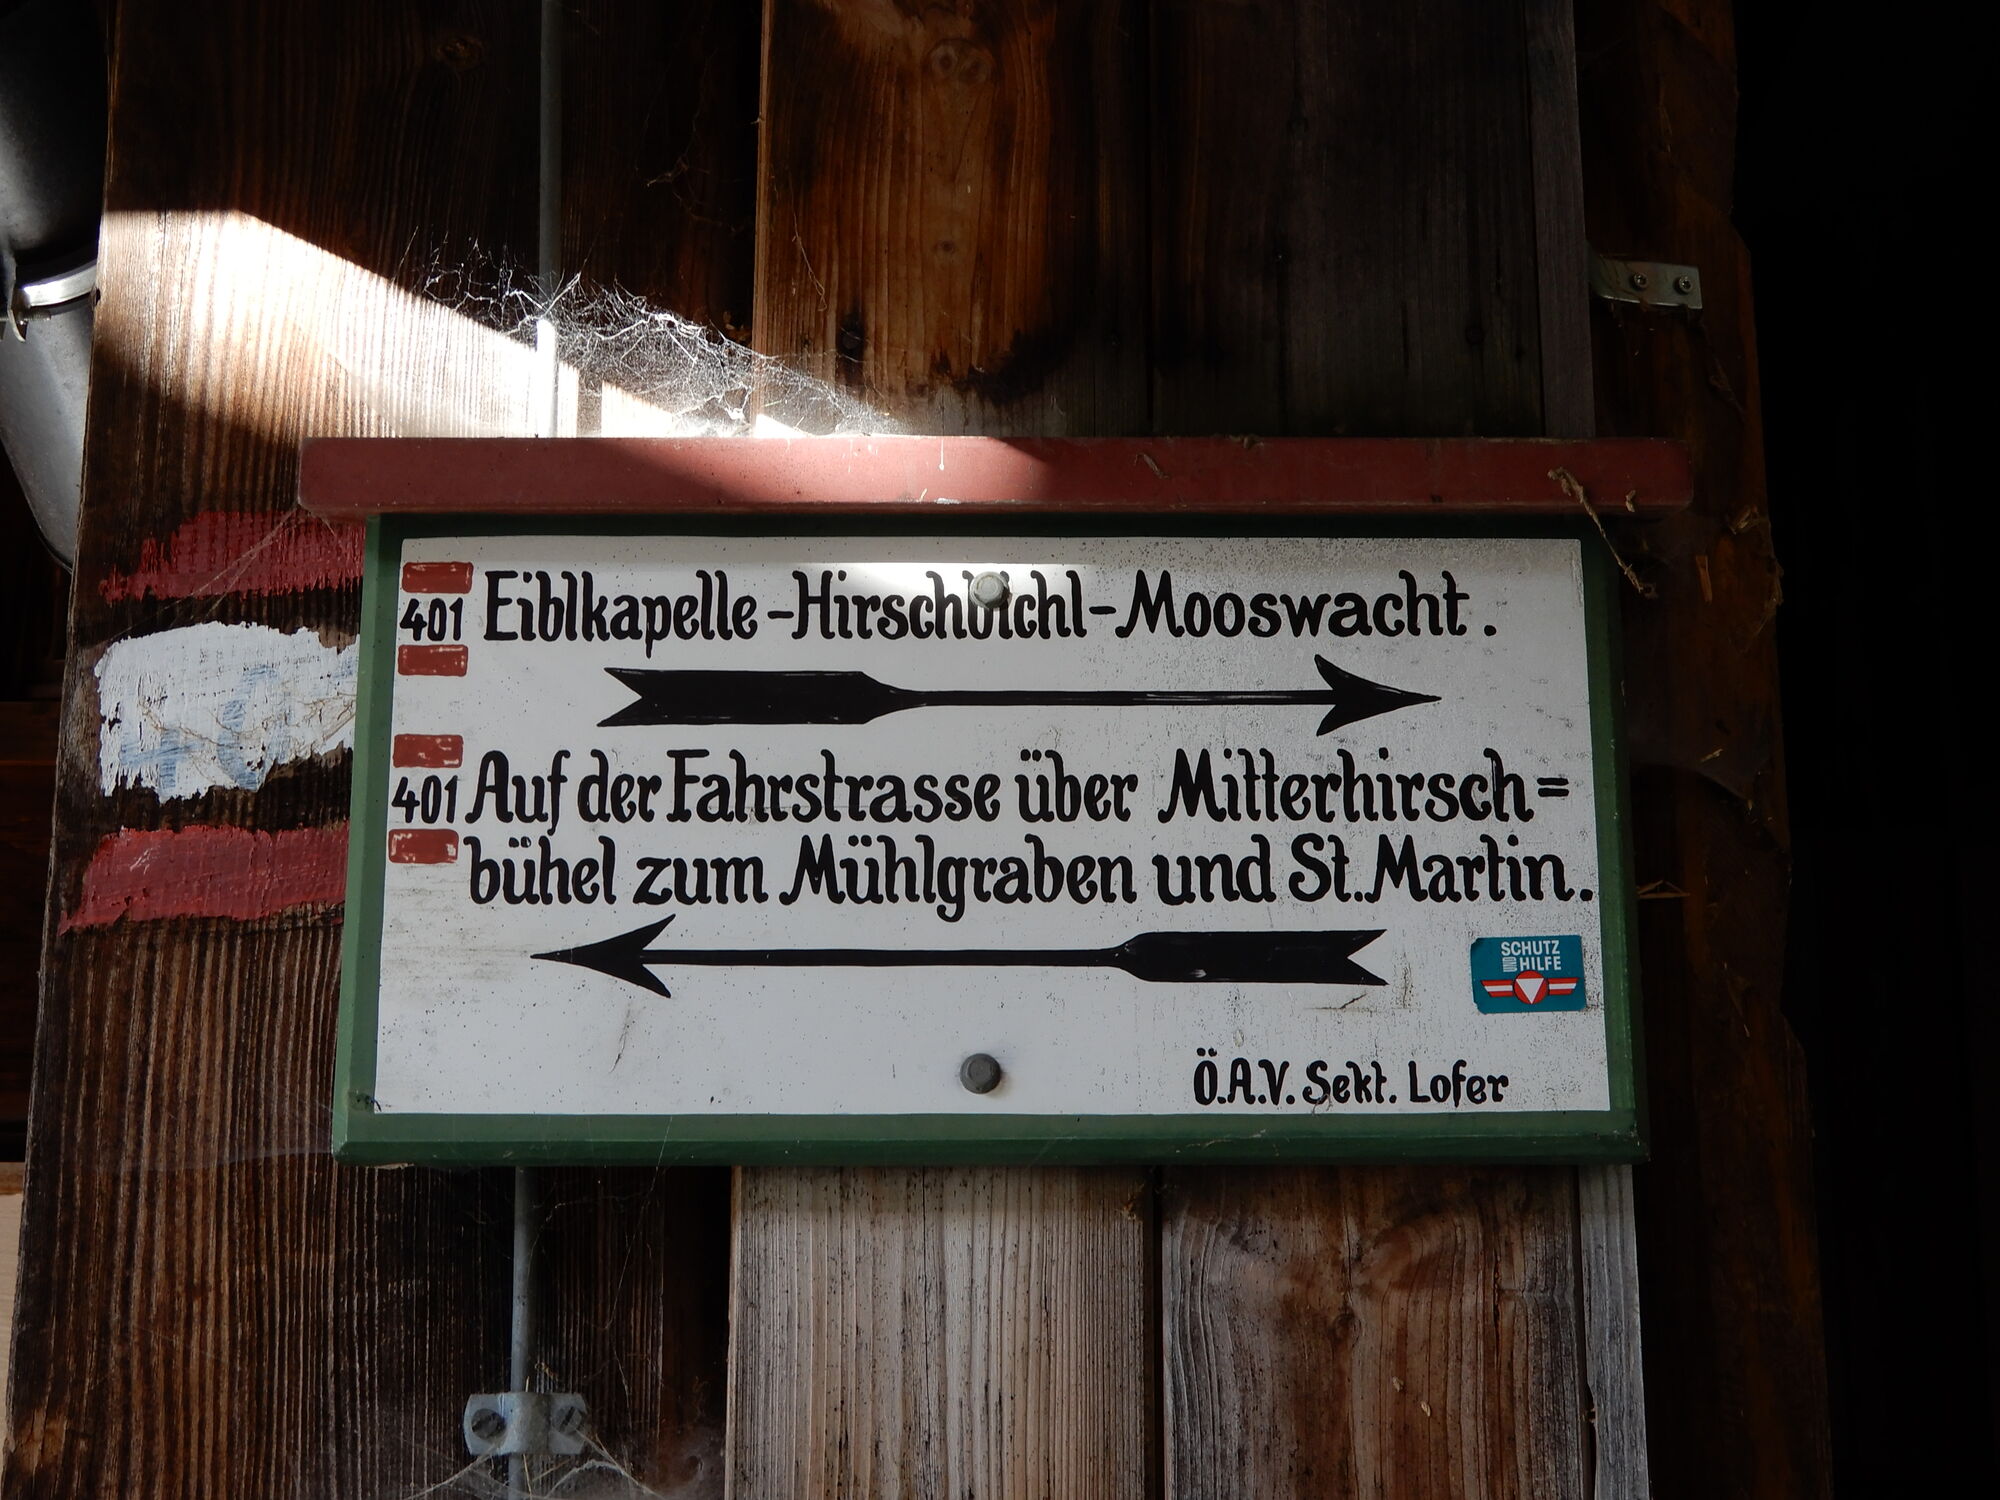 401 Eiblkapelle-Hirschbichl-Mooswacht.
401 Auf der Fahrstrasse über Mitterhirsch=
bühel zum Mühlgraben und St. Martin.
SCHUTZ
UND HILFE
Ö.A.V. Sekt. Lofer